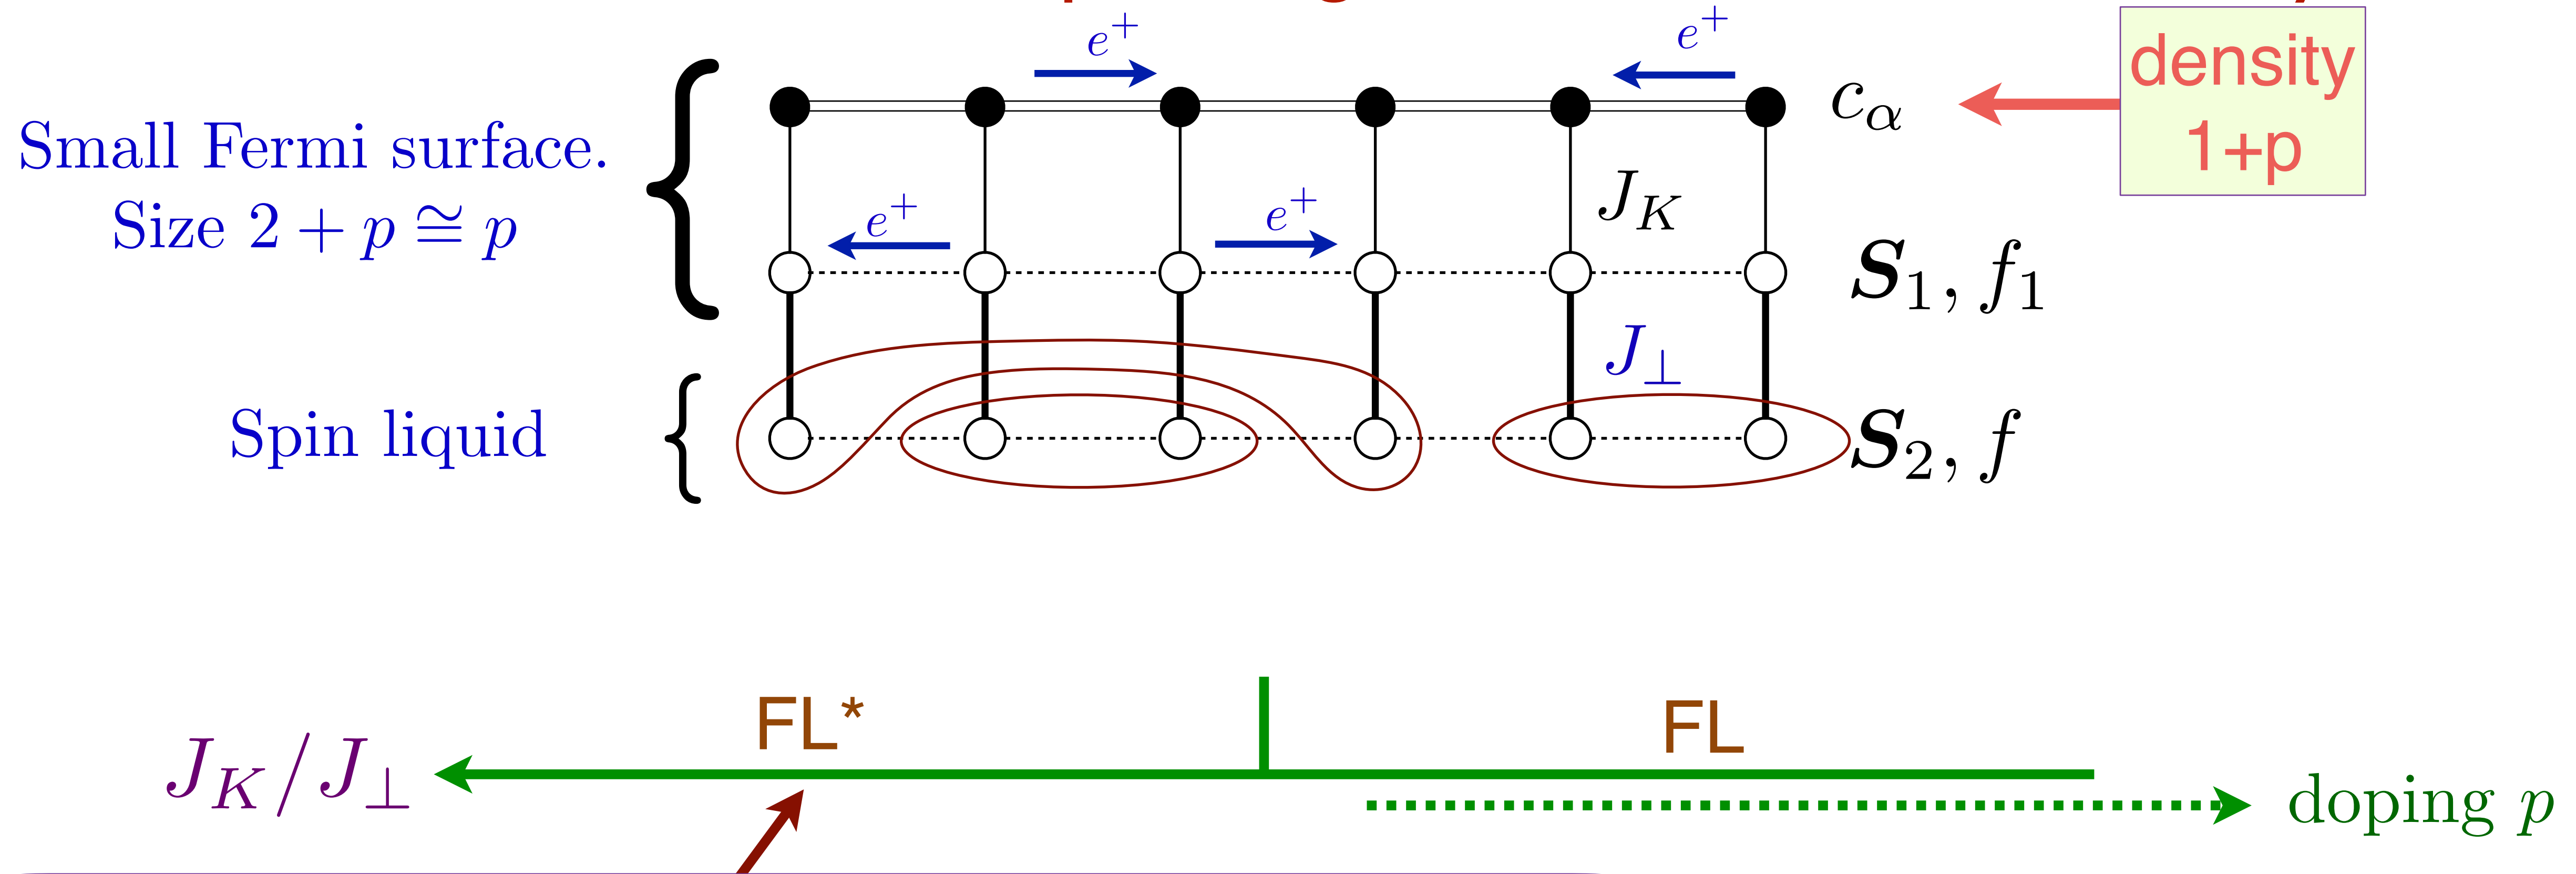 e⁺
e⁺
density
1+p
c_α
Small Fermi surface.
Size 2 + p ≅ p
J_K
e⁺
e⁺
S₁, f₁
J_⊥
Spin liquid
S₂, f
FL*
FL
J_K/J_⊥
doping p